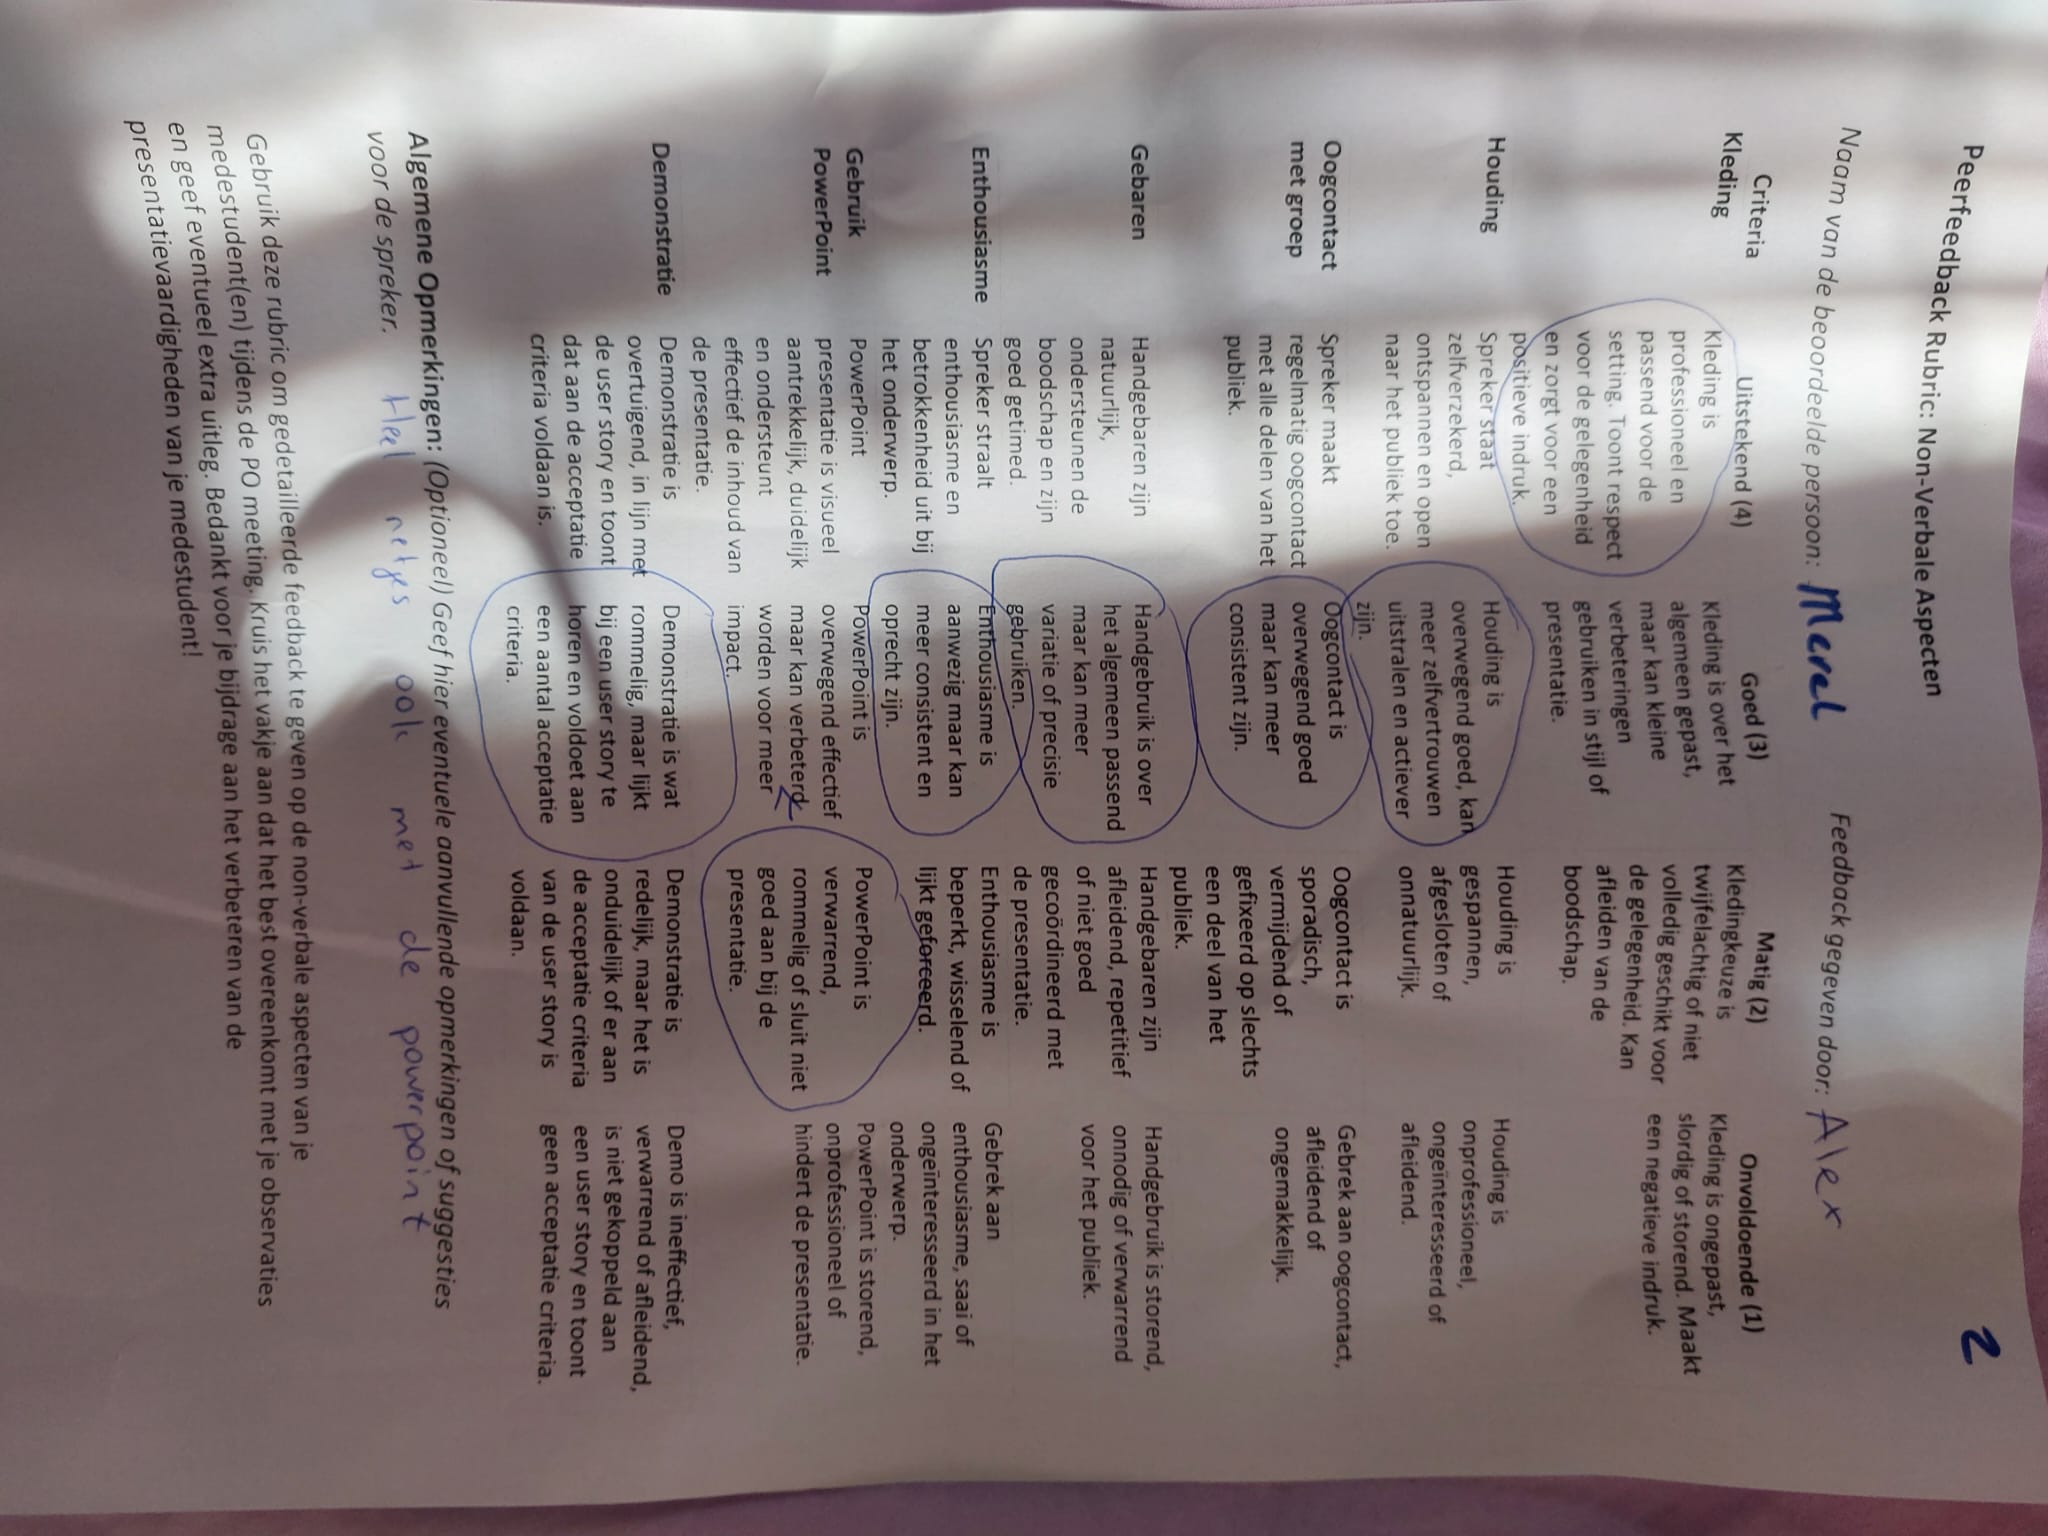 2
Peerfeedback Rubric: Non-Verbale Aspecten
Naam van de beoordeelde persoon: Merel Feedback gegeven door: Alex
Criteria Uitstekend (4) Goed (3) Matig (2) Onvoldoende (1)
Kleding
Kleding is
professioneel en
passend voor de
setting. Toont respect
voor de gelegenheid
en zorgt voor een
positieve indruk.
Kleding is over het
algemeen gepast,
maar kan kleine
verbeteringen
gebruiken in stijl of
presentatie.
Kledingkeuze is
twijfelachtig of niet
volledig geschikt voor
de gelegenheid. Kan
afleiden van de
boodschap.
Kleding is ongepast,
slordig of storend. Maakt
een negatieve indruk.
Houding
Spreker staat
zelfverzekerd,
ontspannen en open
naar het publiek toe.
Houding is
overwegend goed, kan
meer zelfvertrouwen
uitstralen en actiever
zijn.
Houding is
gespannen,
afgesloten of
onnatuurlijk.
Houding is
onprofessioneel,
ongeïnteresseerd of
afleidend.
Oogcontact
met groep
Spreker maakt
regelmatig oogcontact
met alle delen van het
publiek.
Oogcontact is
overwegend goed
maar kan meer
consistent zijn.
Oogcontact is
sporadisch,
vermijdend of
gefixeerd op slechts
een deel van het
publiek.
Gebrek aan oogcontact,
afleidend of
ongemakkelijk.
Gebaren
Handgebaren zijn
natuurlijk,
ondersteunen de
boodschap en zijn
goed getimed.
Handgebruik is over
het algemeen passend
maar kan meer
variatie of precisie
gebruiken.
Handgebaren zijn
afleidend, repetitief
of niet goed
gecoördineerd met
de presentatie.
Handgebruik is storend,
onnodig of verwarrend
voor het publiek.
Enthousiasme
Spreker straalt
enthousiasme en
betrokkenheid uit bij
het onderwerp.
Enthousiasme is
aanwezig maar kan
meer consistent en
oprecht zijn.
Enthousiasme is
beperkt, wisselend of
lijkt geforceerd.
Gebrek aan
enthousiasme, saai of
ongeïnteresseerd in het
onderwerp.
Gebruik
PowerPoint
PowerPoint
presentatie is visueel
aantrekkelijk, duidelijk
en ondersteunt
effectief de inhoud van
de presentatie.
PowerPoint is
overwegend effectief
maar kan verbeterd
worden voor meer
impact.
PowerPoint is
verwarrend,
rommelig of sluit niet
goed aan bij de
presentatie.
PowerPoint is storend,
onprofessioneel of
hindert de presentatie.
Demonstratie
Demonstratie is
overtuigend, in lijn met
de user story en toont
dat aan de acceptatie
criteria voldaan is.
Demonstratie is wat
rommelig, maar lijkt
bij een user story te
horen en voldoet aan
een aantal acceptatie
criteria.
Demonstratie is
redelijk, maar het is
onduidelijk of er aan
de acceptatie criteria
van de user story is
voldaan.
Demo is ineffectief,
verwarrend of afleidend,
is niet gekoppeld aan
een user story en toont
geen acceptatie criteria.
Algemene Opmerkingen: (Optioneel) Geef hier eventuele aanvullende opmerkingen of suggesties
voor de spreker. Heel netjes ook met de powerpoint
Gebruik deze rubric om gedetailleerde feedback te geven op de non-verbale aspecten van je
medestudent(en) tijdens de PO meeting. Kruis het vakje aan dat het best overeenkomt met je observaties
en geef eventueel extra uitleg. Bedankt voor je bijdrage aan het verbeteren van de
presentatievaardigheden van je medestudent!